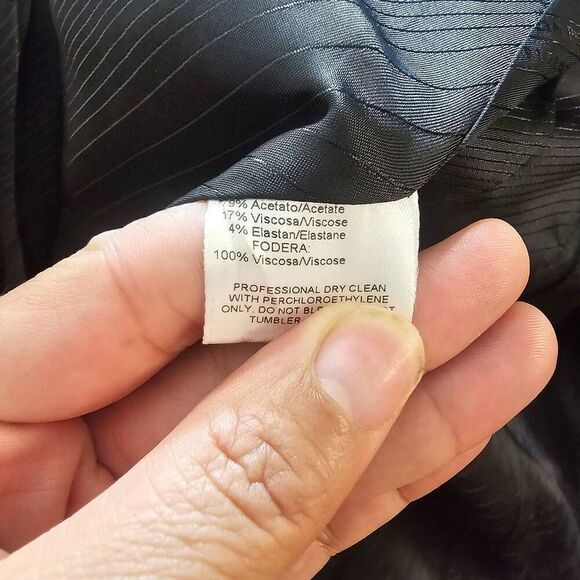 79% Acetato/Acetate
17% Viscosa/Viscose
4% Elastan/Elastane
FODERA:
100% Viscosa/Viscose
PROFESSIONAL DRY CLEAN
WITH PERCHLOROETHYLENE
ONLY. DO NOT
TUMBLER